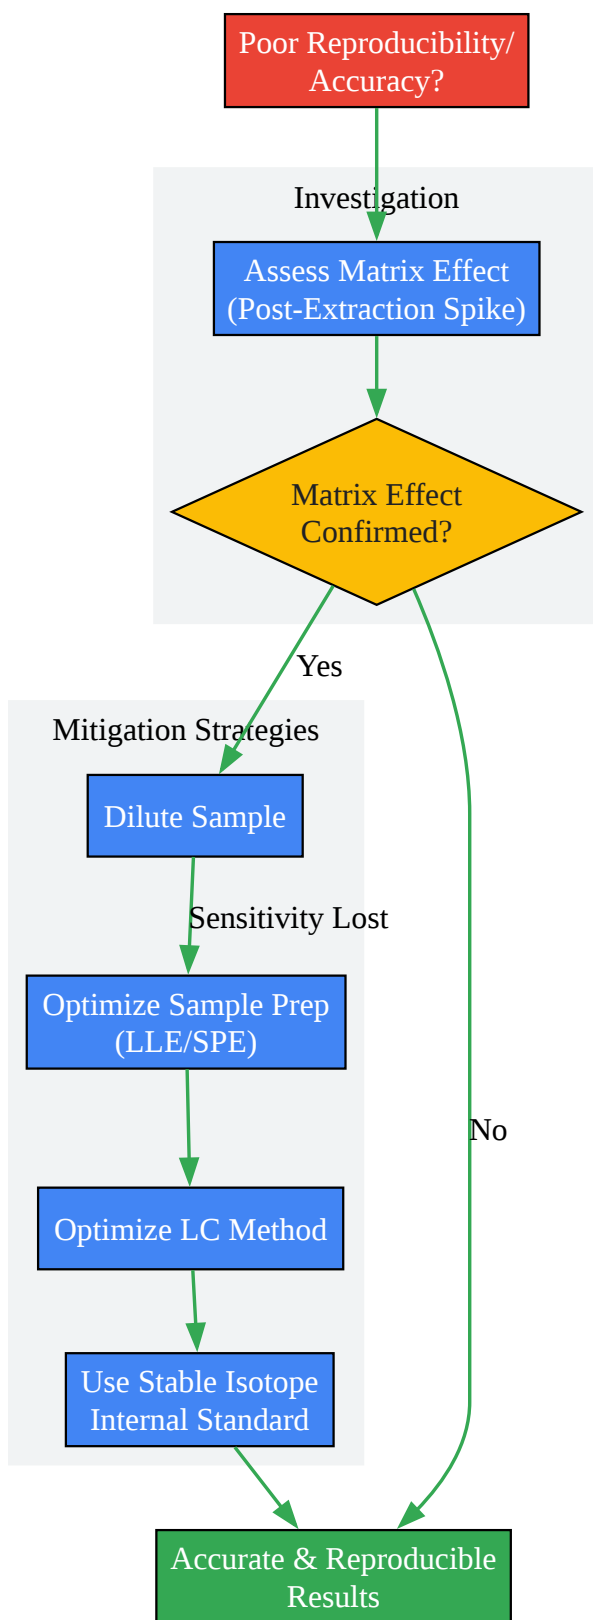 Poor Reproducibility/
Accuracy?
Investigation
Assess Matrix Effect
(Post-Extraction Spike)
Matrix Effect
Confirmed?
Yes
Mitigation Strategies
Dilute Sample
Sensitivity Lost
Optimize Sample Prep
(LLE/SPE)
No
Optimize LC Method
Use Stable Isotope
Internal Standard
Accurate & Reproducible
Results